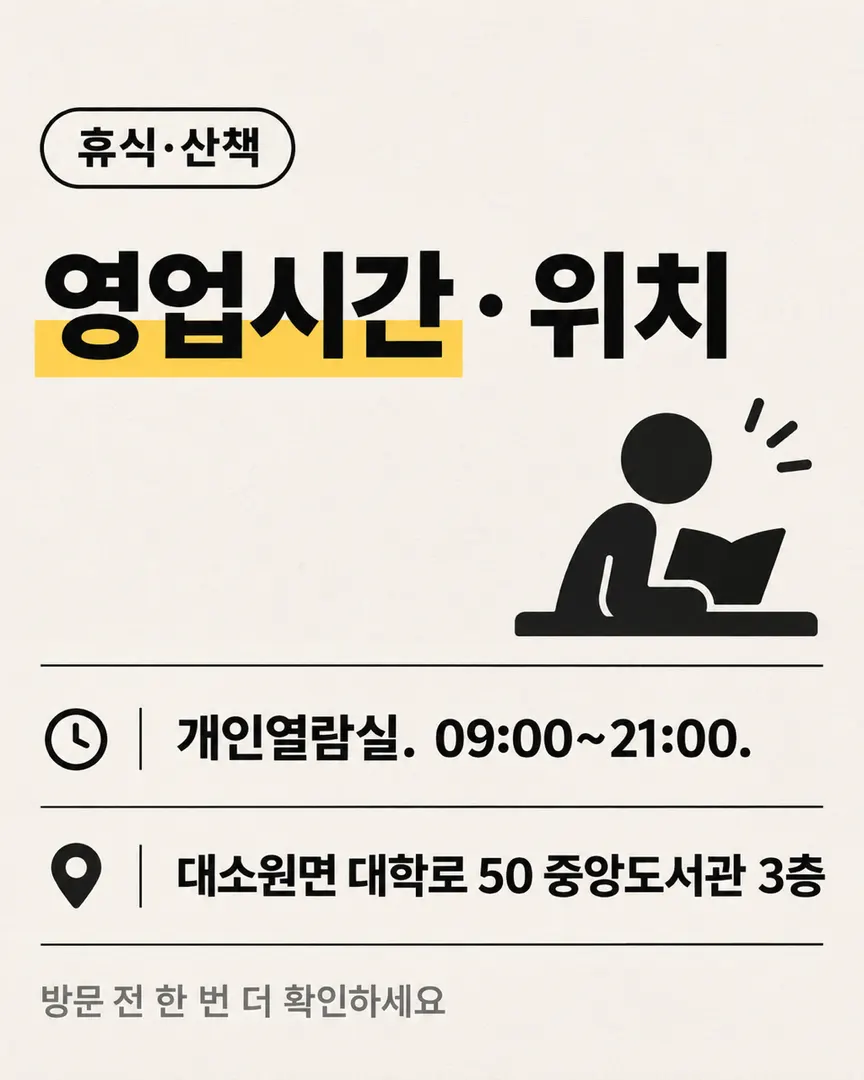 휴식·산책
영업시간·위치
개인열람실. 09:00~21:00.
대소원면 대학로 50 중앙도서관 3층
방문 전 한 번 더 확인하세요